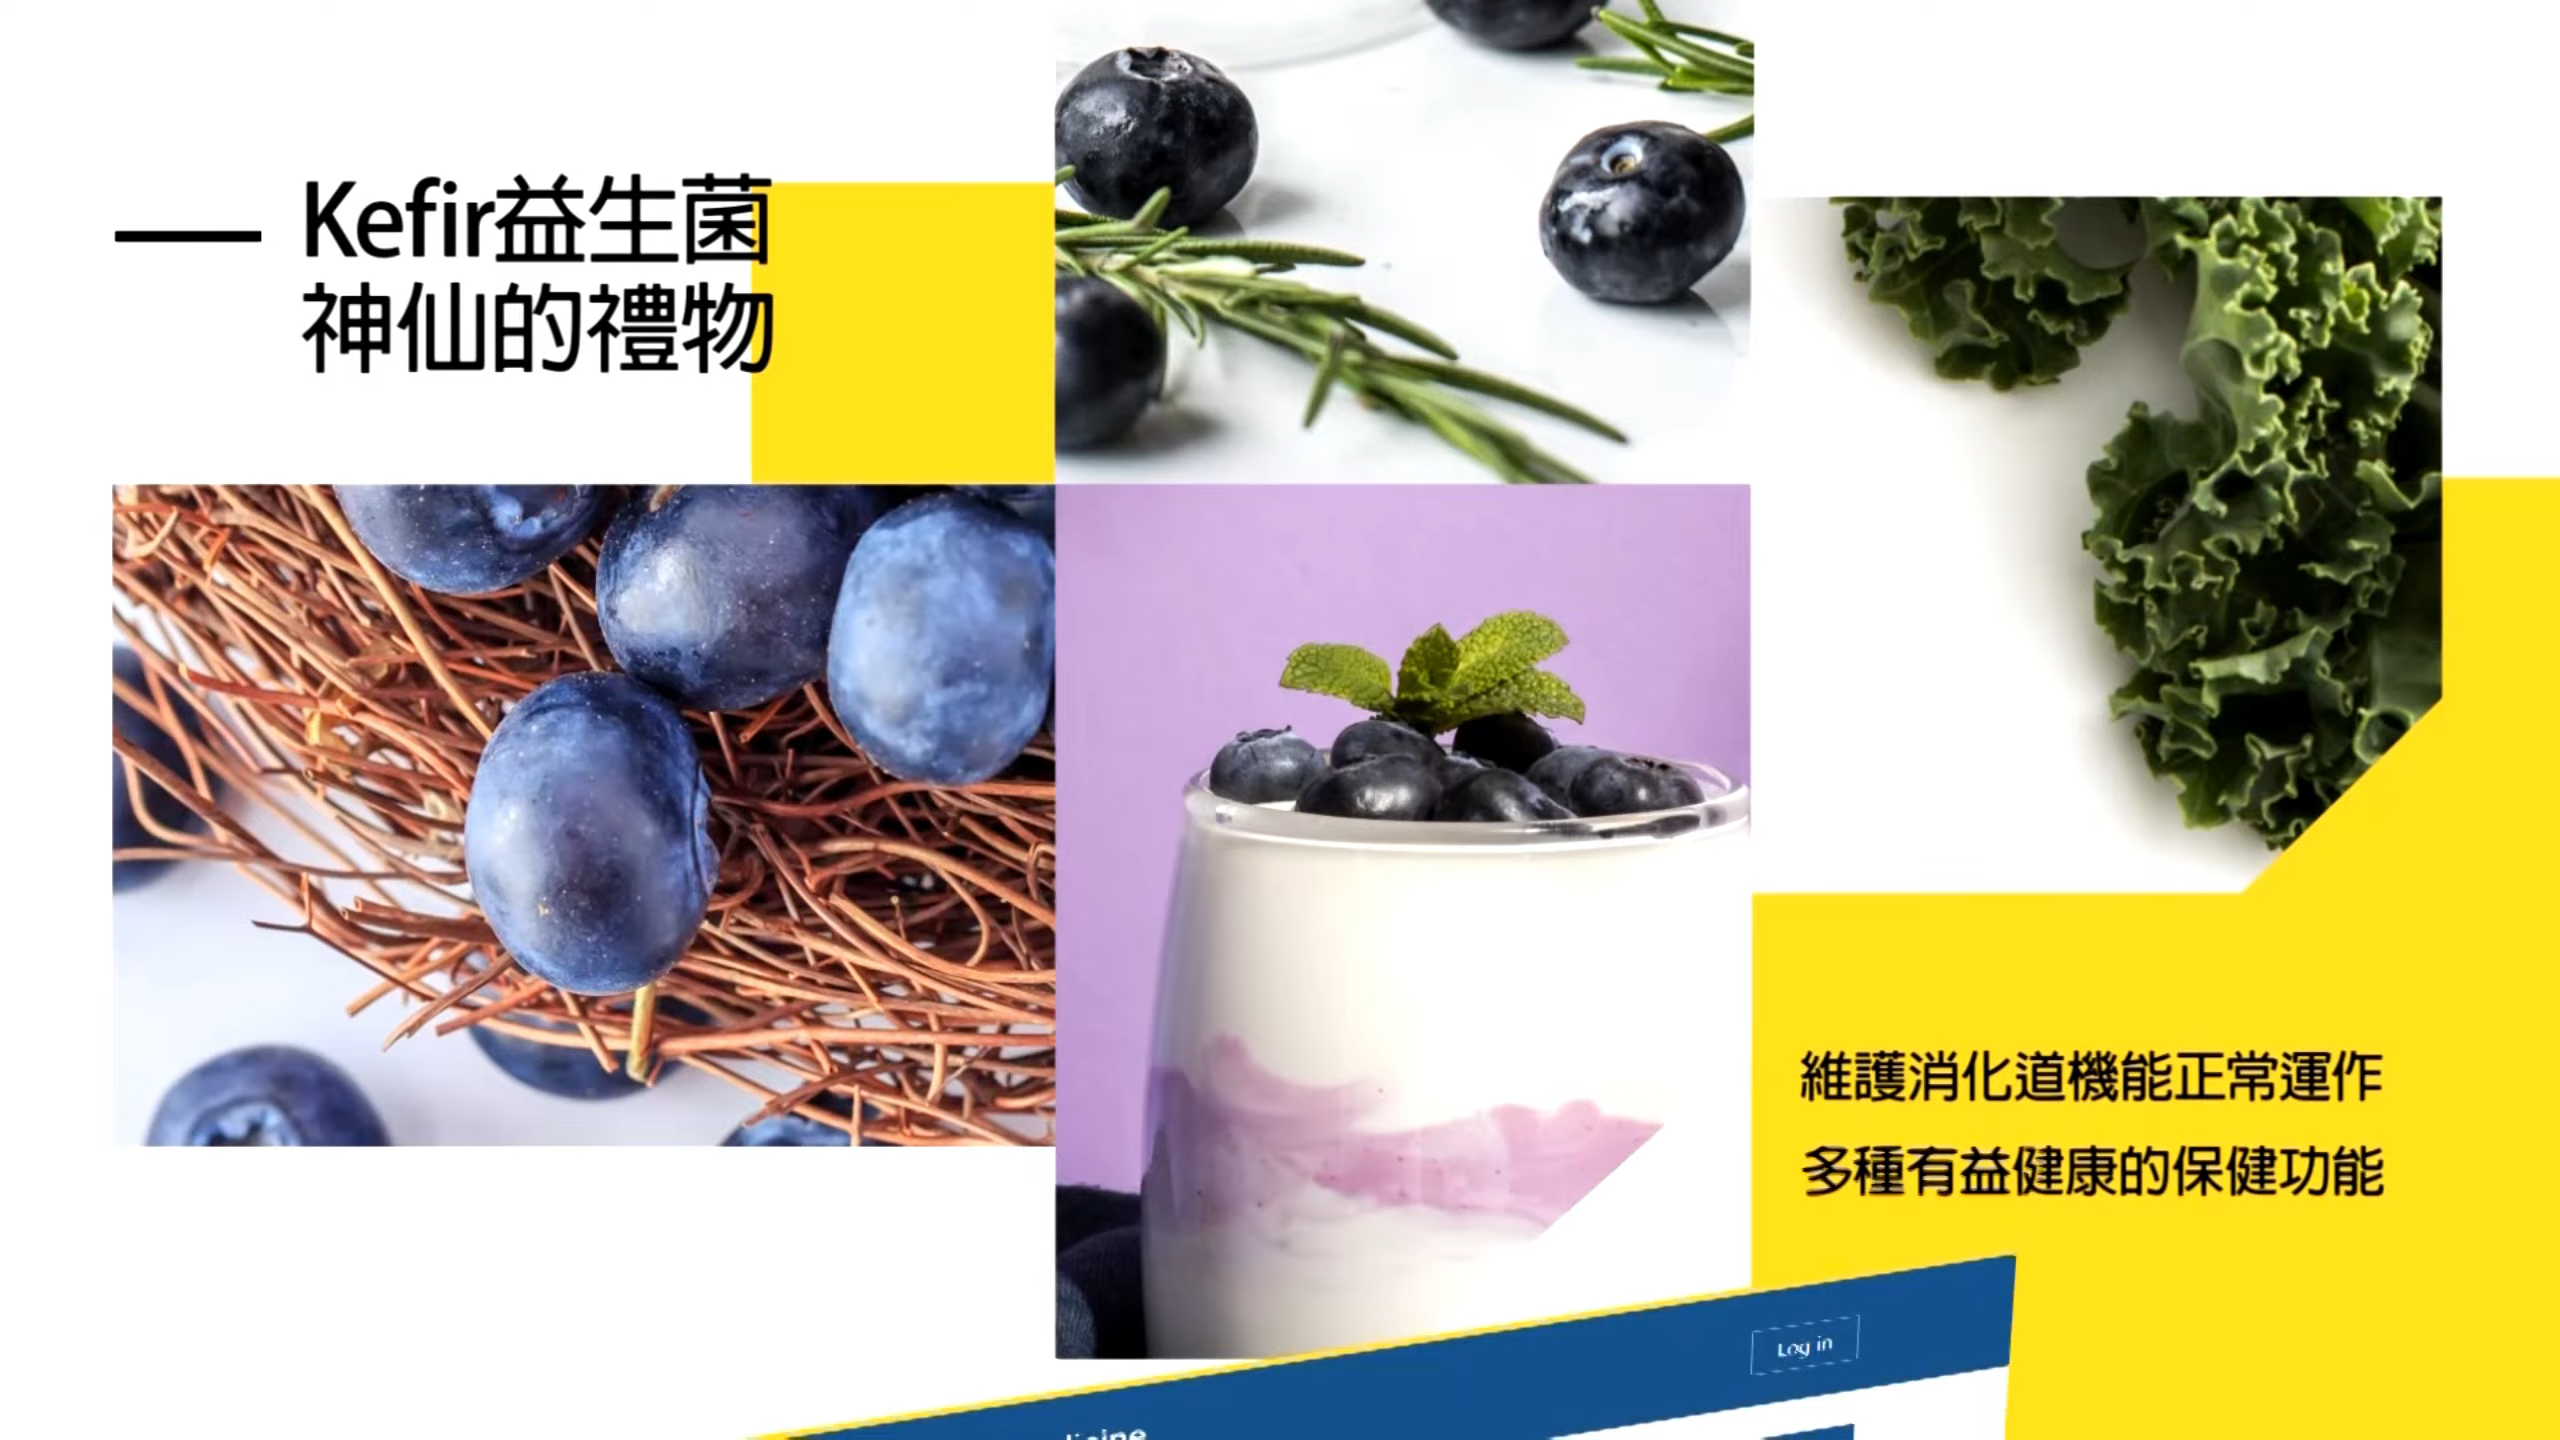 Kefir益生菌
神仙的禮物
維護消化道機能正常運作
多種有益健康的保健功能
Log in